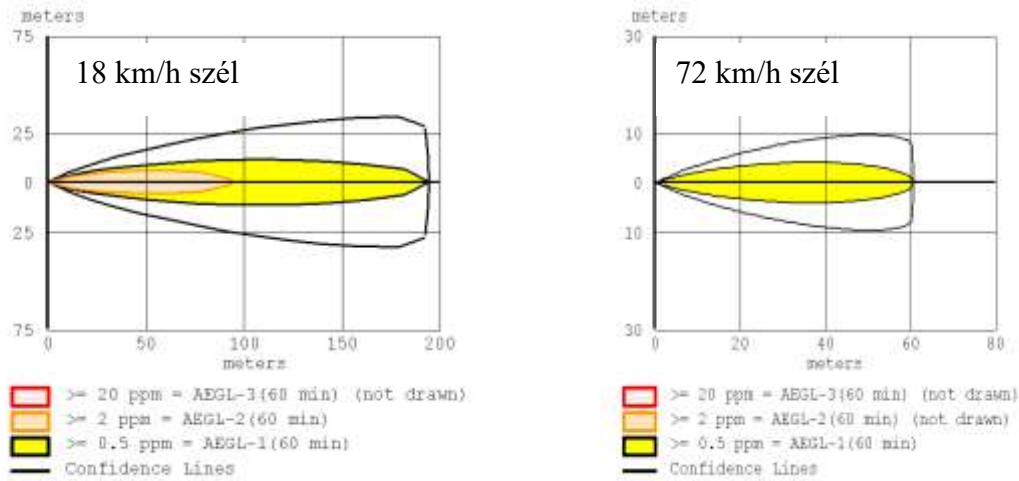 meters
75
25
0
25
75
18 km/h szél
0 50 100 150 200
meters
>= 20 ppm = AEGL-3(60 min) (not drawn)
>= 2 ppm = AEGL-2(60 min)
>= 0.5 ppm = AEGL-1(60 min)
Confidence Lines
meters
30
10
0
10
30
72 km/h szél
0 20 40 60 80
meters
>= 20 ppm = AEGL-3(60 min) (not drawn)
>= 2 ppm = AEGL-2(60 min) (not drawn)
>= 0.5 ppm = AEGL-1(60 min)
Confidence Lines